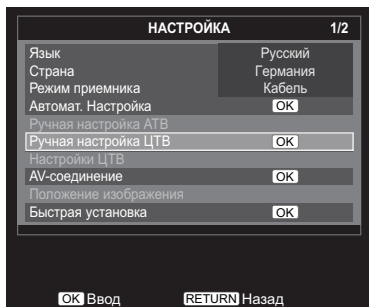 НАСТРОЙКА 1/2
Язык Русский
Страна Германия
Режим приемника Кабель
Автомат. Настройка OK
Ручная настройка АТВ
Ручная настройка ЦТВ OK
Настройки ЦТВ
AV-соединение OK
Положение изображения
Быстрая установка OK
OK Ввод RETURN Назад